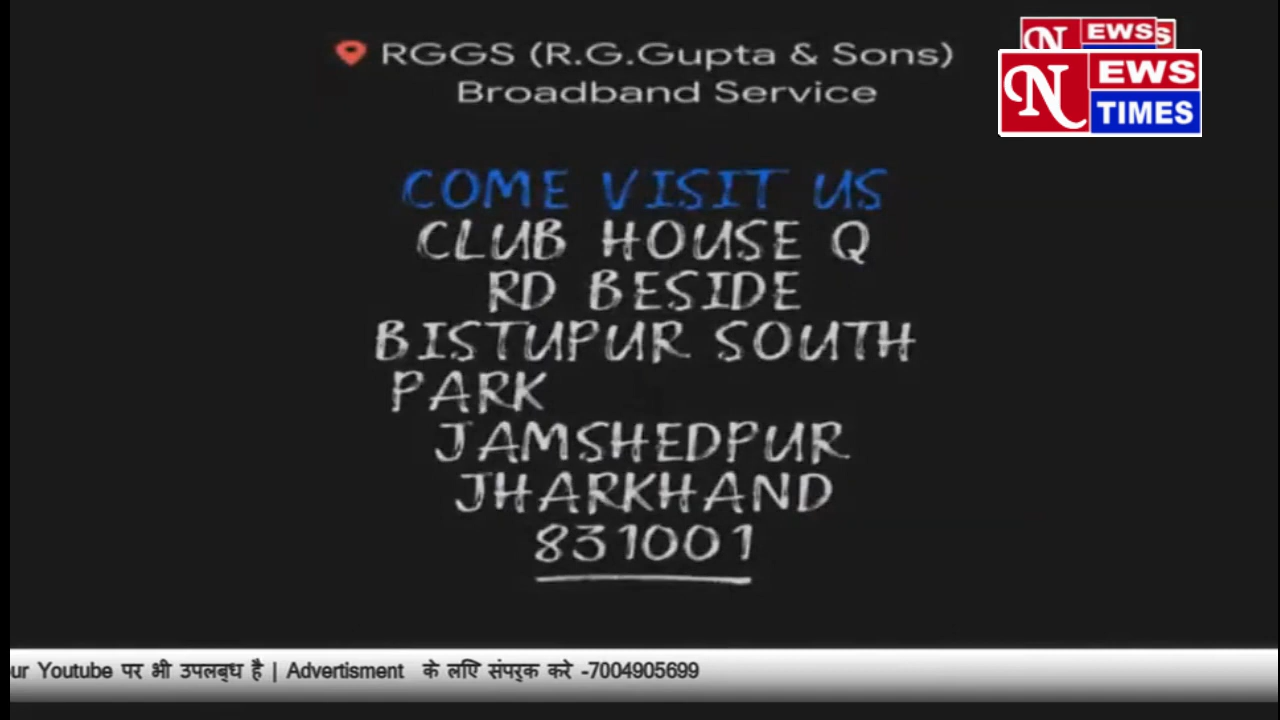 RGGS (R.G.Gupta & Sons)
Broadband Service
EWS
EWS
TIMES
COME VISIT US
CLUB HOUSE Q
RD BESIDE
BISTUPUR SOUTH
PARK
JAMSHEDPUR
JHARKHAND
831001
ur Youtube पर भी उपलब्ध है | Advertisment के लिए संपर्क करे -7004905699